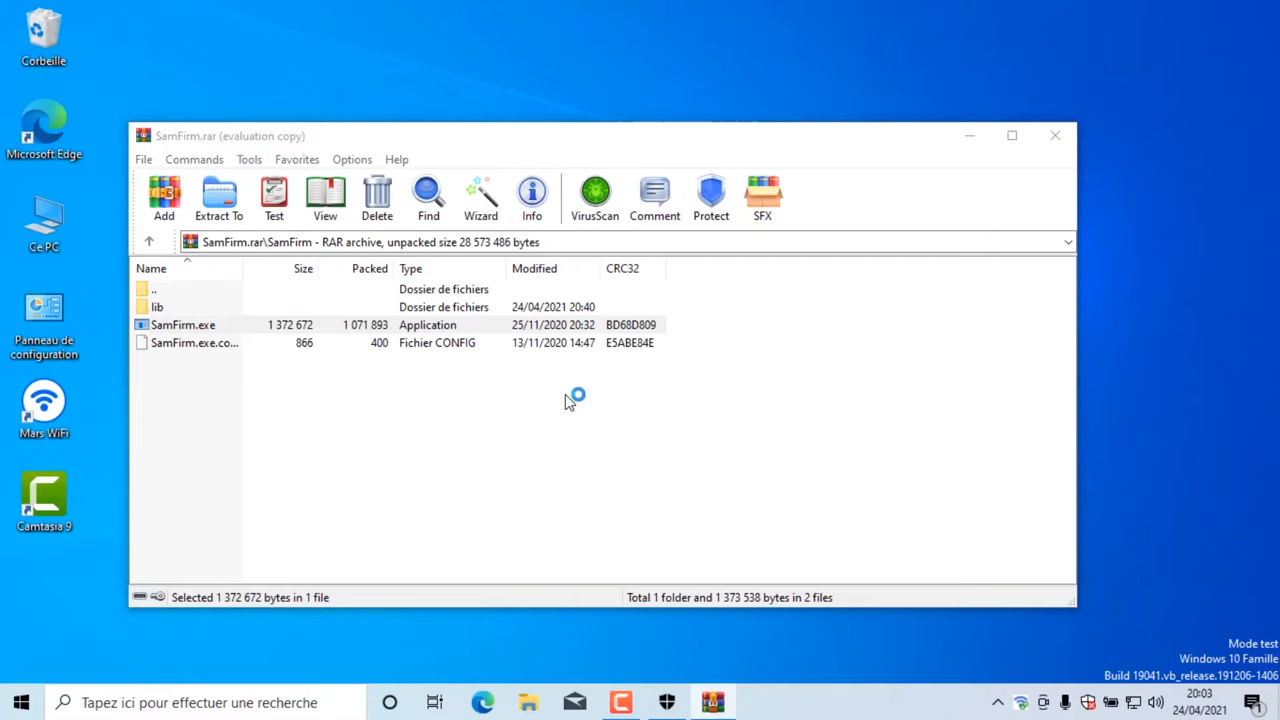 Corbeille
Microsoft Edge
Ce PC
Panneau de
configuration
Mars WiFi
Camtasia 9
SamFirm.rar (evaluation copy)
File Commands Tools Favorites Options Help
Add Extract To Test View Delete Find Wizard Info VirusScan Comment Protect SFX
SamFirm.rar\SamFirm - RAR archive, unpacked size 28 573 486 bytes
Name Size Packed Type Modified CRC32
.. Dossier de fichiers
lib Dossier de fichiers 24/04/2021 20:40
SamFirm.exe 1 372 672 1 071 893 Application 25/11/2020 20:32 BD68D809
SamFirm.exe.co... 866 400 Fichier CONFIG 13/11/2020 14:47 E5ABE84E
Selected 1 372 672 bytes in 1 file Total 1 folder and 1 373 538 bytes in 2 files
Mode test
Windows 10 Famille
Build 19041.vb_release.191206-1406
Tapez ici pour effectuer une recherche
20:03
24/04/2021
1